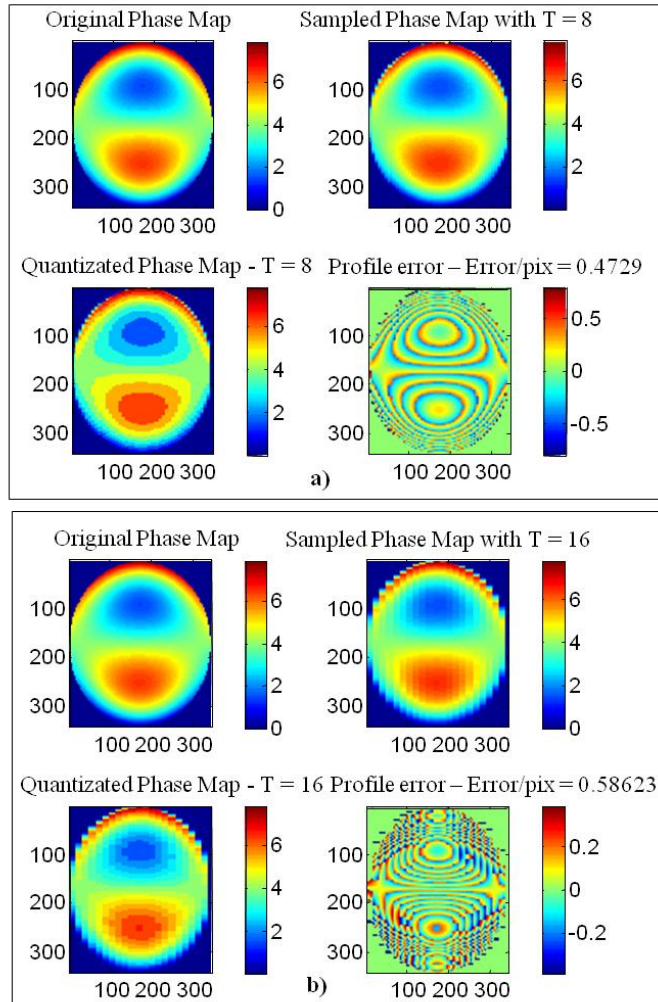 Original Phase Map
Sampled Phase Map with T = 8
100
200
300
100 200 300
6
4
2
0
100
200
300
100 200 300
6
4
2
0
Quantizated Phase Map - T = 8
Profile error – Error/pix = 0.4729
100
200
300
100 200 300
6
4
2
100
200
300
100 200 300
0.5
0
-0.5
a)
Original Phase Map
Sampled Phase Map with T = 16
100
200
300
100 200 300
6
4
2
0
100
200
300
100 200 300
6
4
2
0
Quantizated Phase Map - T = 16
Profile error – Error/pix = 0.58623
100
200
300
100 200 300
6
4
2
100
200
300
100 200 300
0.2
0
-0.2
b)